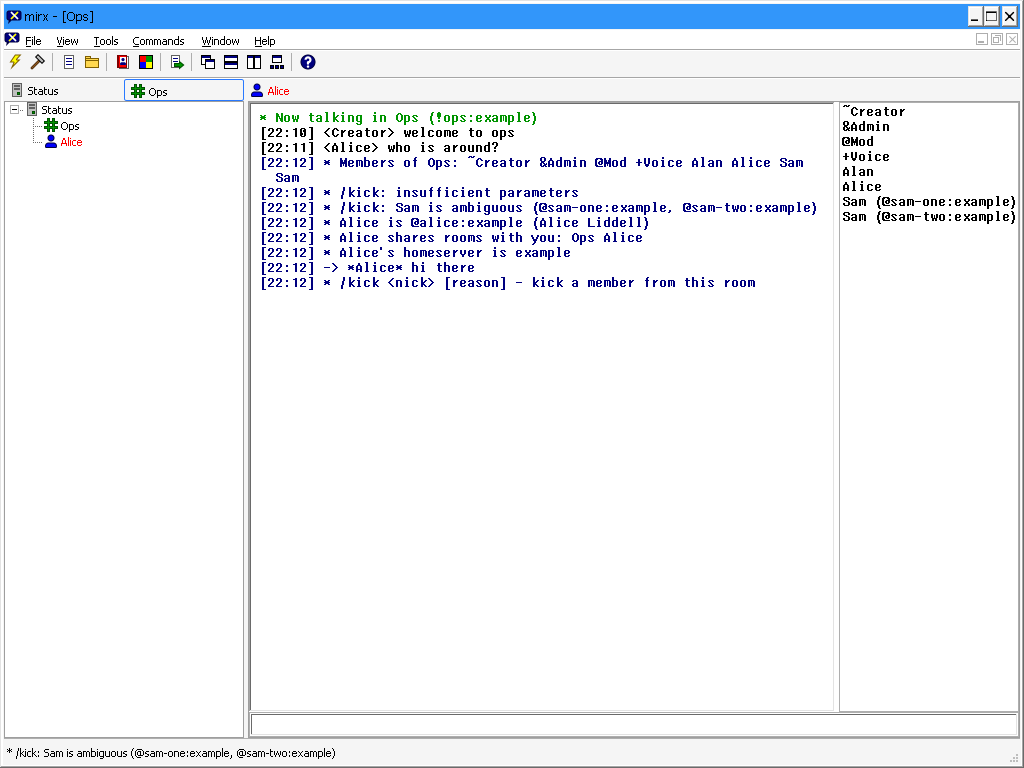 mirx - [Ops]
File View Tools Commands Window Help
Status Ops Alice
Status
Ops
Alice
* Now talking in Ops (!ops:example)
[22:10] <Creator> welcome to ops
[22:11] <Alice> who is around?
[22:12] * Members of Ops: ~Creator &Admin @Mod +Voice Alan Alice Sam
Sam
[22:12] * /kick: insufficient parameters
[22:12] * /kick: Sam is ambiguous (@sam-one:example, @sam-two:example)
[22:12] * Alice is @alice:example (Alice Liddell)
[22:12] * Alice shares rooms with you: Ops Alice
[22:12] * Alice's homeserver is example
[22:12] -> *Alice* hi there
[22:12] * /kick <nick> [reason] - kick a member from this room
~Creator
&Admin
@Mod
+Voice
Alan
Alice
Sam (@sam-one:example)
Sam (@sam-two:example)
* /kick: Sam is ambiguous (@sam-one:example, @sam-two:example)